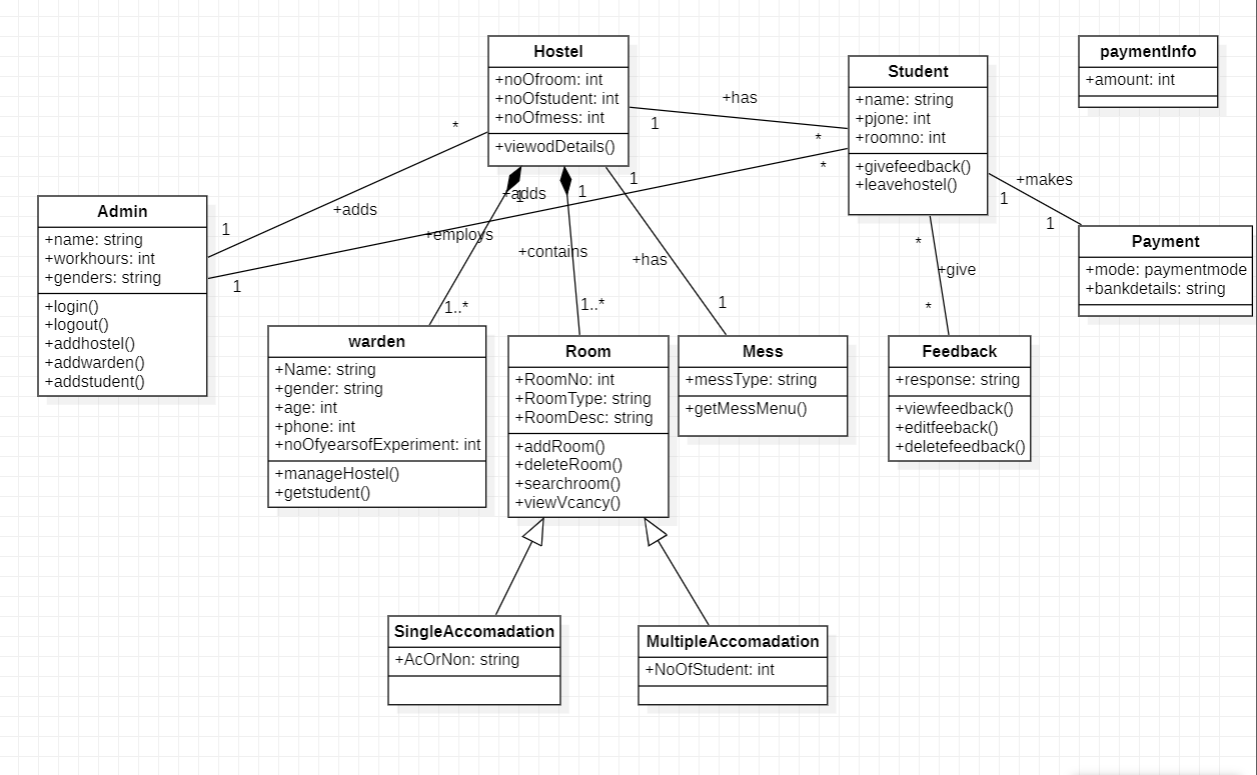 Hostel
+noOfroom: int
+noOfstudent: int
+noOfmess: int
+viewodDetails()
Student
+name: string
+pjone: int
+roomno: int
+givefeedback()
+leavehostel()
paymentInfo
+amount: int
+has
1
*
*
*
+adds
1
+adds
1
1
1
1
+makes
1
1
Admin
+name: string
+workhours: int
+genders: string
+login()
+logout()
+addhostel()
+addwarden()
+addstudent()
+employs
1..*
+contains
1..*
+has
1
*
+give
*
Payment
+mode: paymentmode
+bankdetails: string
warden
+Name: string
+gender: string
+age: int
+phone: int
+noOfyearsofExperiment: int
+manageHostel()
+getstudent()
Room
+RoomNo: int
+RoomType: string
+RoomDesc: string
+addRoom()
+deleteRoom()
+searchroom()
+viewVcancy()
Mess
+messType: string
+getMessMenu()
Feedback
+response: string
+viewfeedback()
+editfeeback()
+deletefeedback()
SingleAccomadation
+AcOrNon: string
MultipleAccomadation
+NoOfStudent: int